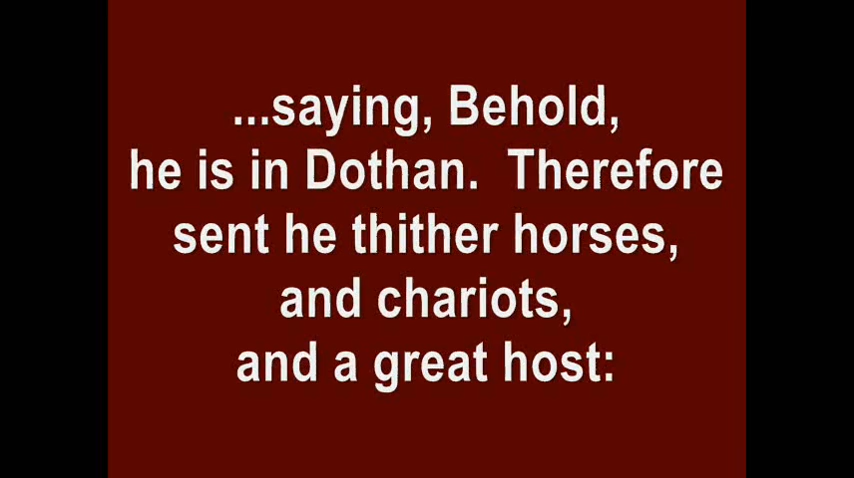 ...saying, Behold,
he is in Dothan.  Therefore
sent he thither horses,
and chariots,
and a great host: